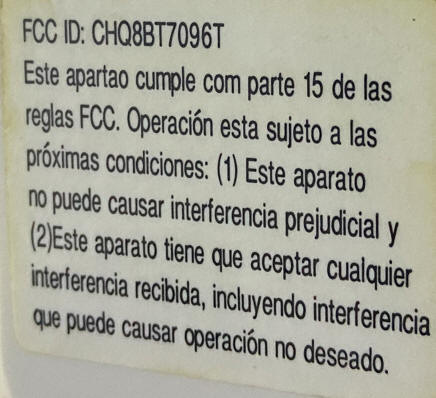 FCC ID: CHQ8BT7096T
Este apartao cumple com parte 15 de las
reglas FCC. Operación esta sujeto a las
próximas condiciones: (1) Este aparato
no puede causar interferencia prejudicial y
(2)Este aparato tiene que aceptar cualquier
interferencia recibida, incluyendo interferencia
que puede causar operación no deseado.